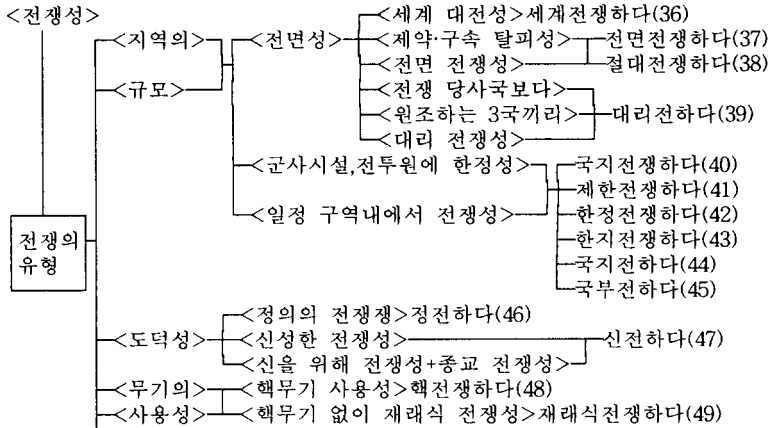 <전쟁성>
<세계 대전성>세계전쟁하다(36)
<지역의> <전면성> <제약·구속 탈피성> 전면전쟁하다(37)
<전면 전쟁성> 절대전쟁하다(38)
<규모> <전쟁 당사국보다>
<원조하는 3국끼리> 대리전하다(39)
<대리 전쟁성>
<군사시설,전투원에 한정성> 국지전쟁하다(40)
제한전쟁하다(41)
<일정 구역내에서 전쟁성> 한정전쟁하다(42)
전쟁의 한지전쟁하다(43)
유형 국지전하다(44)
국부전하다(45)
<정의의 전쟁쟁>정전하다(46)
<도덕성> <신성한 전쟁성> 신전하다(47)
<신을 위해 전쟁성+종교 전쟁성>
<무기의> <핵무기 사용성>핵전쟁하다(48)
<사용성> <핵무기 없이 재래식 전쟁성>재래식전쟁하다(49)